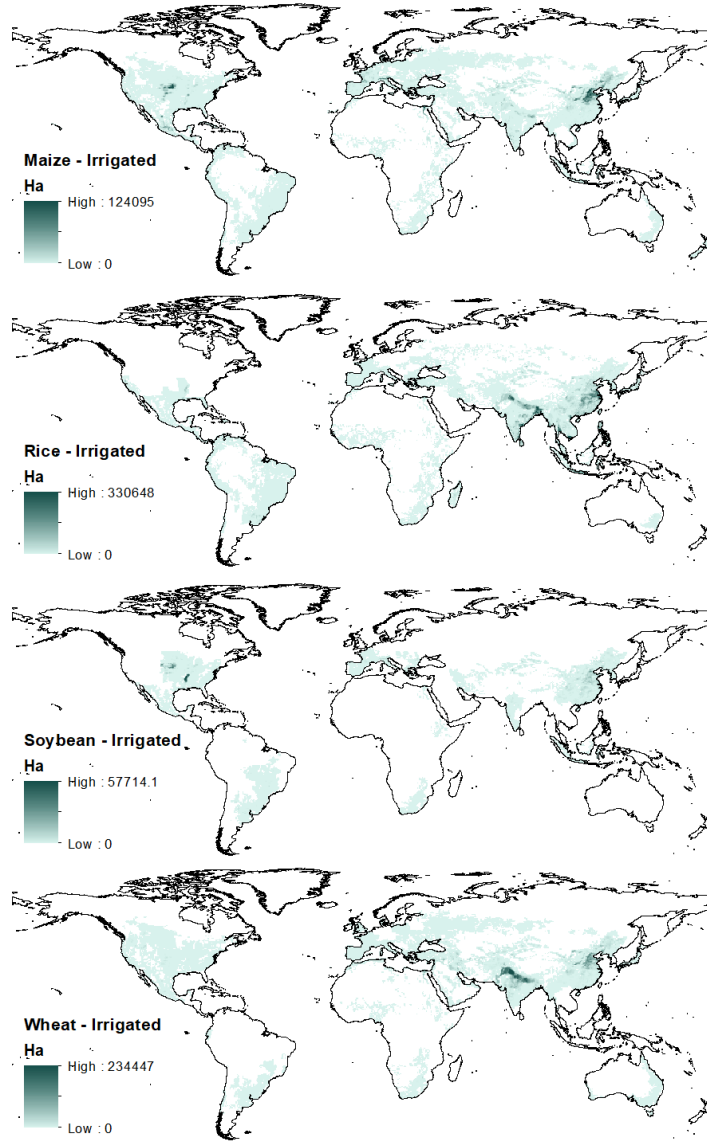 Maize - Irrigated
Ha
High : 124095
Low : 0
Rice - Irrigated
Ha
High : 330648
Low : 0
Soybean - Irrigated
Ha
High : 57714.1
Low : 0
Wheat - Irrigated
Ha
High : 234447
Low : 0